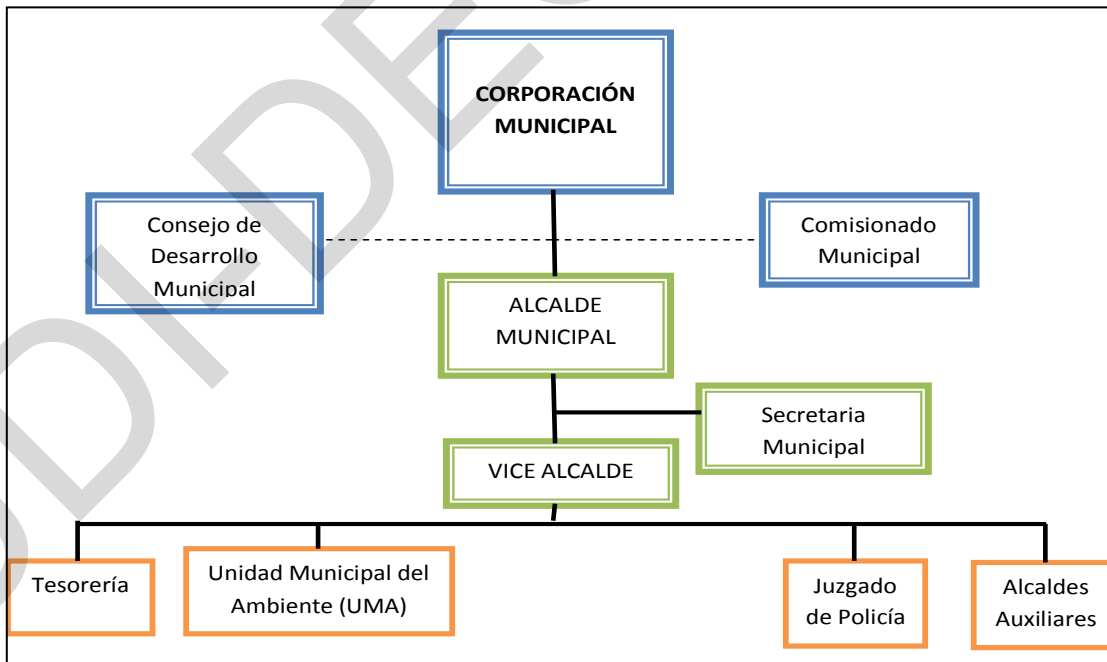 CORPORACIÓN
MUNICIPAL
Consejo de
Desarrollo
Municipal
Comisionado
Municipal
ALCALDE
MUNICIPAL
Secretaria
Municipal
VICE ALCALDE
Tesorería
Unidad Municipal del
Ambiente (UMA)
Juzgado
de Policía
Alcaldes
Auxiliares